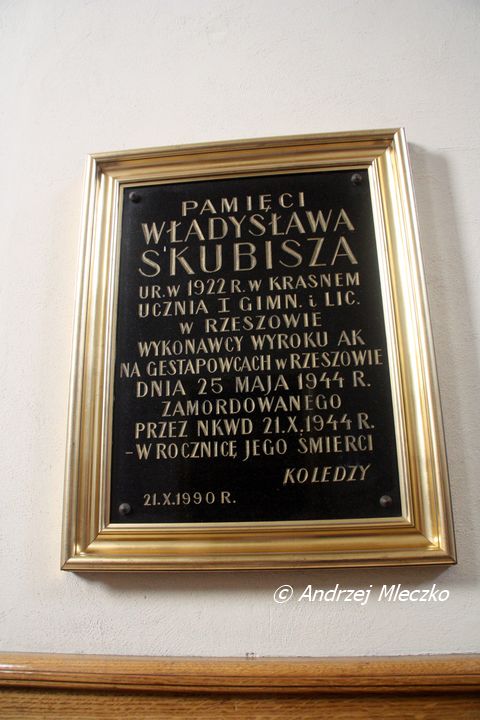 PAMIĘCI
WŁADYSŁAWA
SKUBISZA
UR. W 1922 R. W KRASNEM
UCZNIA I GIMN. i LIC.
W RZESZOWIE
WYKONAWCY WYROKU AK
NA GESTAPOWCACH W RZESZOWIE
DNIA 25 MAJA 1944 R.
ZAMORDOWANEGO
PRZEZ NKWD 21.X.1944 R.
-W ROCZNICĘ JEGO ŚMIERCI
KOLEDZY
21.X.1990 R.
© Andrzej Mleczko